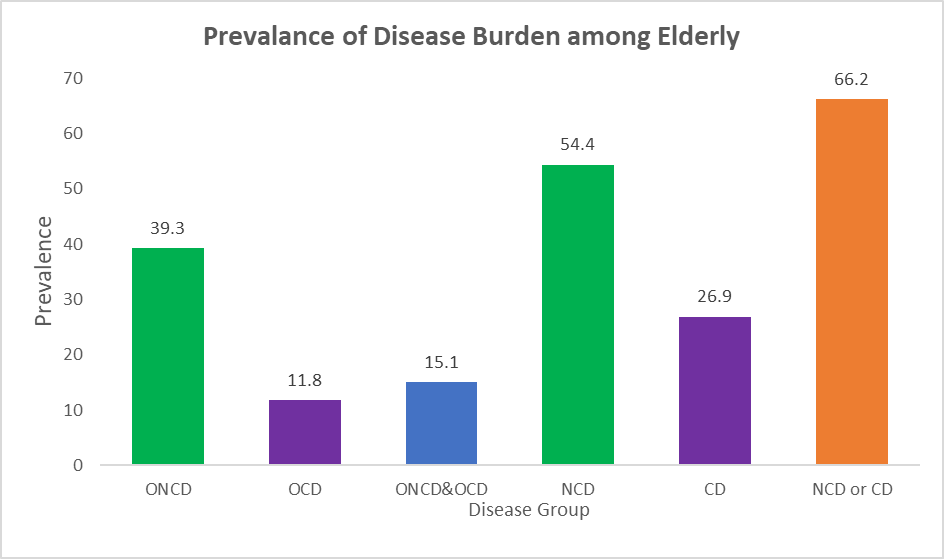 Prevalance of Disease Burden among Elderly
70
60
50
40
30
20
10
0
Prevalence
39.3
11.8
15.1
54.4
26.9
66.2
ONCD
OCD
ONCD&OCD
NCD
CD
NCD or CD
Disease Group